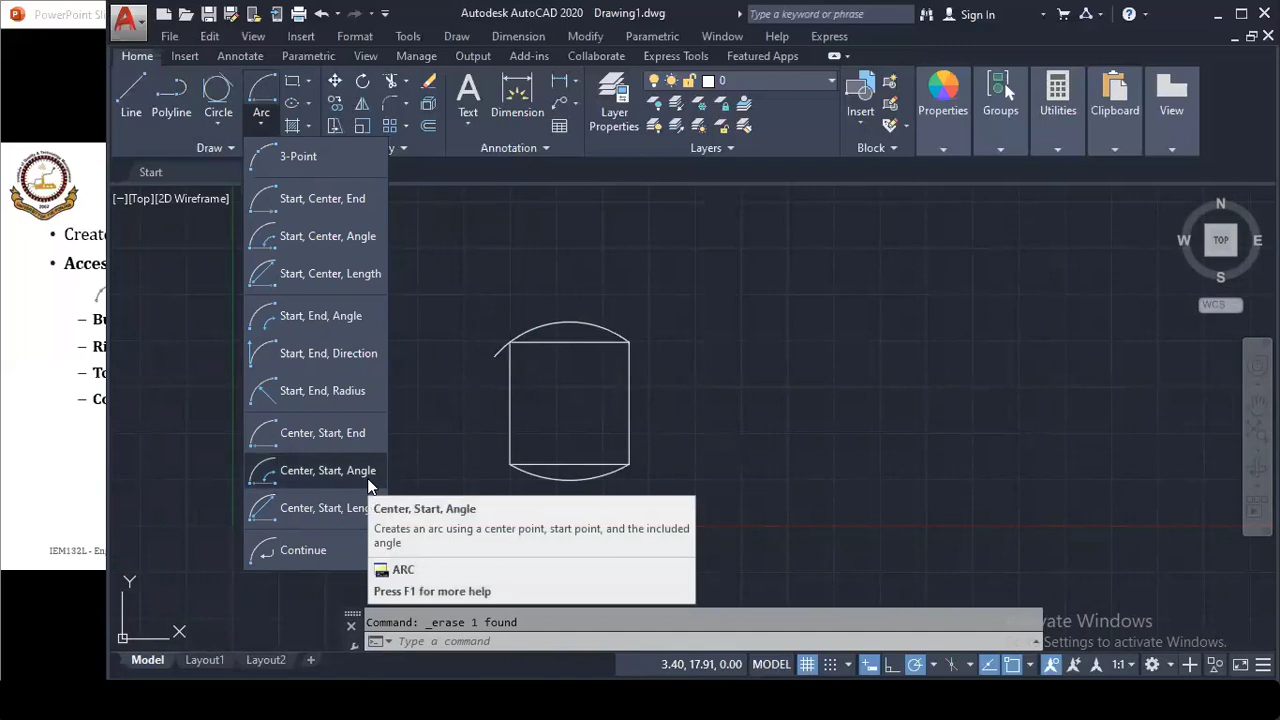 PowerPoint Sli
Autodesk AutoCAD 2020 Drawing1.dwg
Type a keyword or phrase
Sign In
File Edit View Insert Format Tools Draw Dimension Modify Parametric Window Help Express
Home Insert Annotate Parametric View Manage Output Add-ins Collaborate Express Tools Featured Apps
Line Polyline Circle Arc
Text Dimension
Layer
Properties
0
Insert
Properties Groups Utilities Clipboard View
Draw
Annotation
Layers
Block
Start
[−][Top][2D Wireframe]
3-Point
Start, Center, End
Start, Center, Angle
Start, Center, Length
Start, End, Angle
Start, End, Direction
Start, End, Radius
Center, Start, End
Center, Start, Angle
Center, Start, Leng
Continue
Center, Start, Angle
Creates an arc using a center point, start point, and the included
angle
ARC
Press F1 for more help
N
W TOP E
S
WCS
• Create
• Acces
– Bu
– Ri
– To
– Co
IEM132L - En
Y
X
Command: _erase 1 found
Type a command
vate Windows
Settings to activate Windows.
Model Layout1 Layout2 +
3.40, 17.91, 0.00 MODEL 1:1